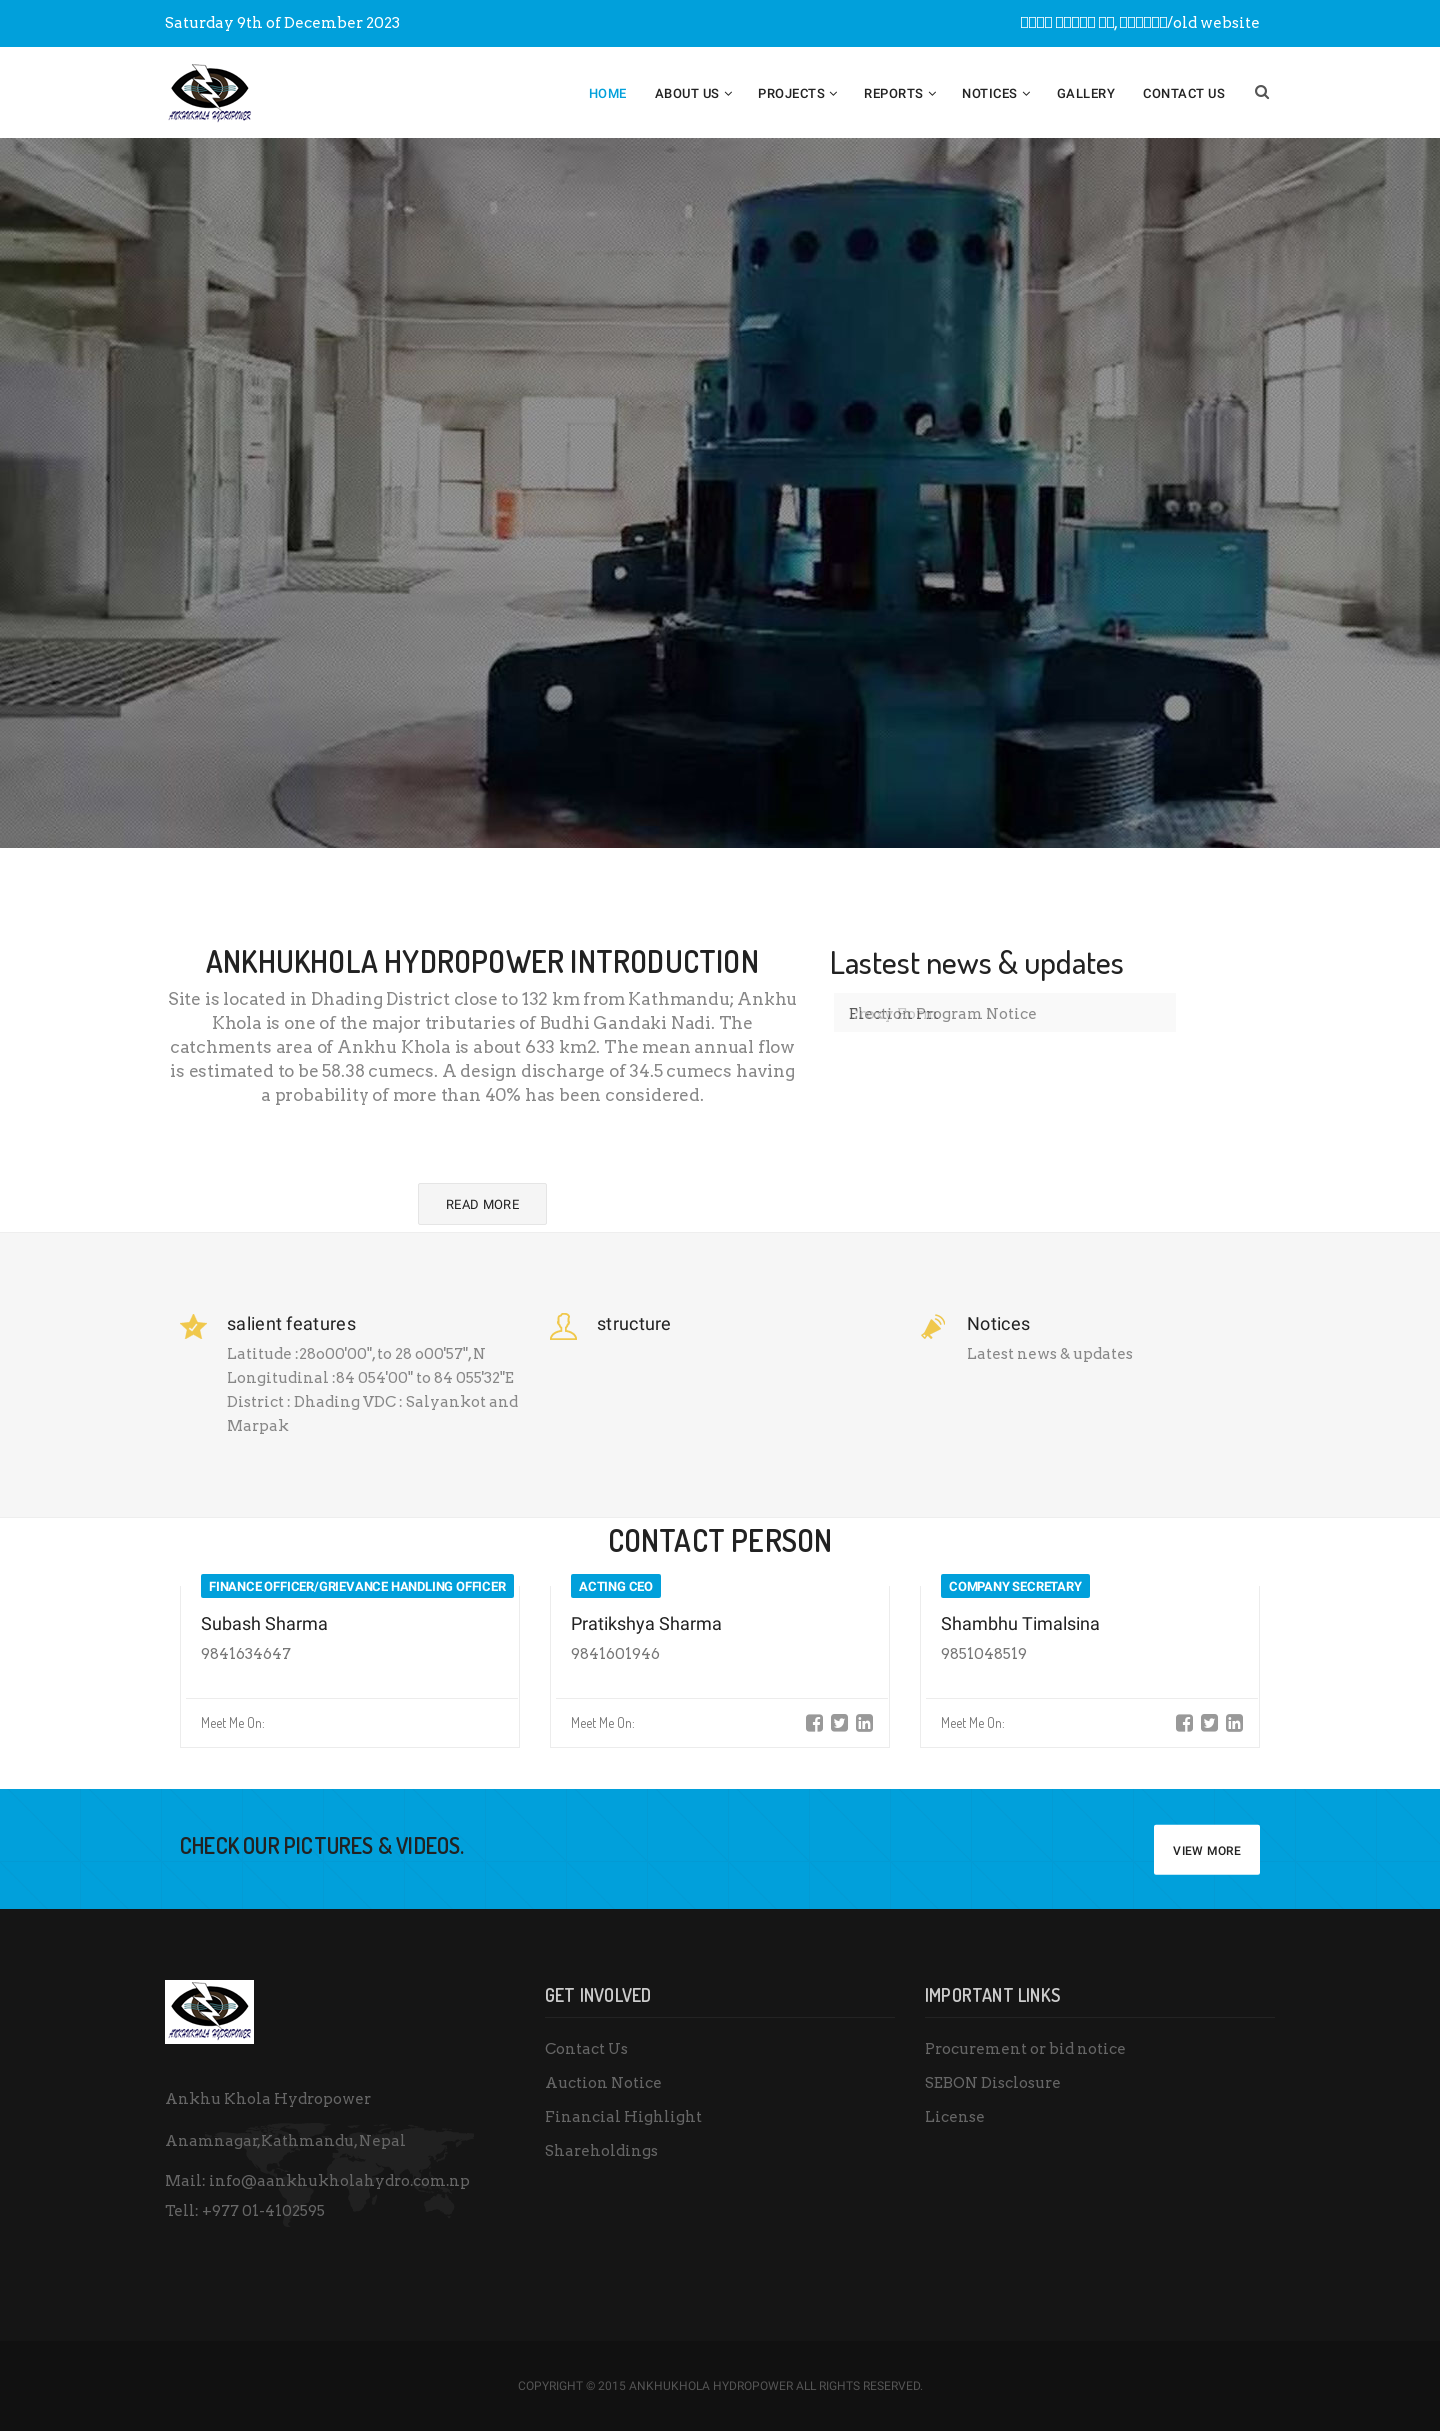 Saturday 9th of December 2023
/old website
ANKHUKHOLA HYDROPOWER
HOME ABOUT US PROJECTS REPORTS NOTICES GALLERY CONTACT US
ANKHUKHOLA HYDROPOWER INTRODUCTION
Site is located in Dhading District close to 132 km from Kathmandu; Ankhu
Khola is one of the major tributaries of Budhi Gandaki Nadi. The
catchments area of Ankhu Khola is about 633 km2. The mean annual flow
is estimated to be 58.38 cumecs. A design discharge of 34.5 cumecs having
a probability of more than 40% has been considered.
READ MORE
Lastest news & updates
Election Program Notice
salient features
Latitude :28o00'00",to 28 o00'57",N
Longitudinal :84 054'00" to 84 055'32"E
District : Dhading VDC : Salyankot and
Marpak
structure
Notices
Latest news & updates
CONTACT PERSON
FINANCE OFFICER/GRIEVANCE HANDLING OFFICER
Subash Sharma
9841634647
Meet Me On:
ACTING CEO
Pratikshya Sharma
9841601946
Meet Me On:
COMPANY SECRETARY
Shambhu Timalsina
9851048519
Meet Me On:
CHECK OUR PICTURES & VIDEOS.
VIEW MORE
ANKHUKHOLA HYDROPOWER
Ankhu Khola Hydropower
Anamnagar,Kathmandu,Nepal
Mail: info@aankhukholahydro.com.np
Tell: +977 01-4102595
GET INVOLVED
Contact Us
Auction Notice
Financial Highlight
Shareholdings
IMPORTANT LINKS
Procurement or bid notice
SEBON Disclosure
License
COPYRIGHT © 2015 ANKHUKHOLA HYDROPOWER ALL RIGHTS RESERVED.